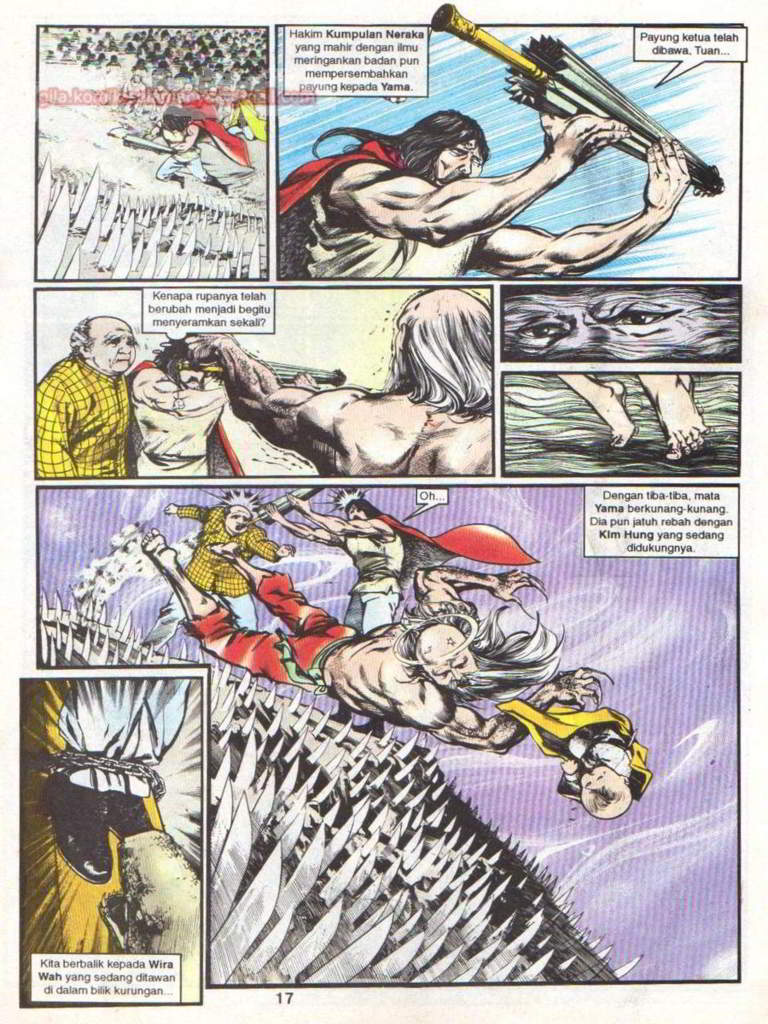 Hakim Kumpulan Neraka
yang mahir dengan ilmu
meringankan badan pun
mempersembahkan
payung kepada Yama.
Payung ketua telah
dibawa, Tuan...
Kenapa rupanya telah
berubah menjadi begitu
menyeramkan sekali?
Oh...
Dengan tiba-tiba, mata
Yama berkunang-kunang.
Dia pun jatuh rebah dengan
Kim Hung yang sedang
didukungnya.
Kita berbalik kepada Wira
Wah yang sedang ditawan
di dalam bilik kurungan...
17